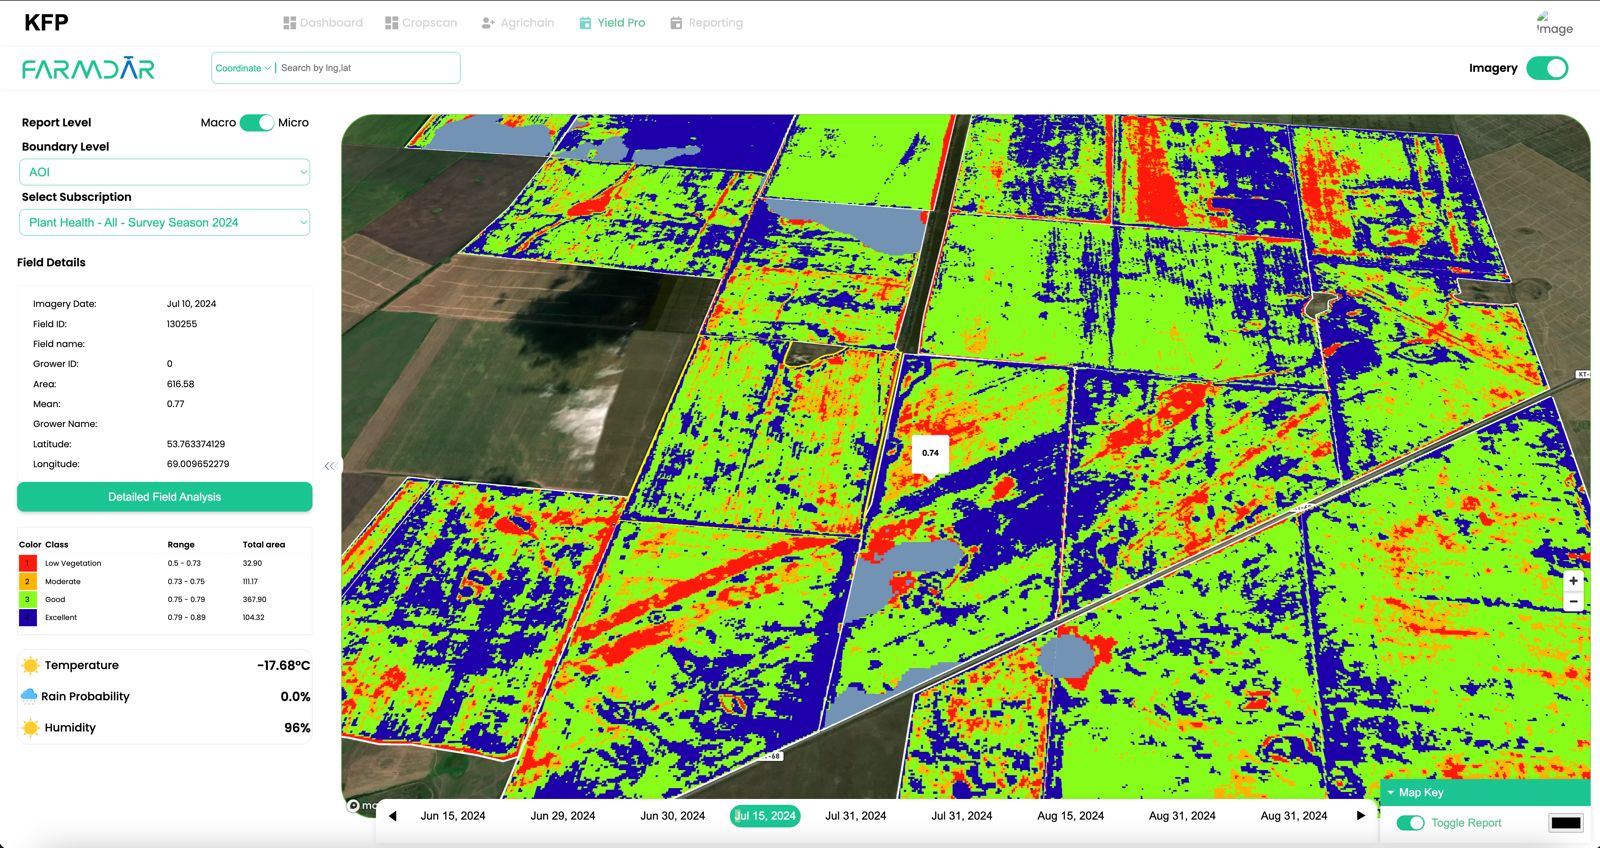 KFP
Dashboard
Cropscan
Agrichain
Yield Pro
Reporting
Image
FARMDAR
Coordinate | Search by lng,lat
Imagery
Report Level
Macro
Micro
Boundary Level
AOI
Select Subscription
Plant Health - All - Survey Season 2024
Field Details
Imagery Date: Jul 10, 2024
Field ID: 130255
Field name:
Grower ID: 0
Area: 616.58
Mean: 0.77
Grower Name:
Latitude: 53.763374129
Longitude: 69.009652279
Detailed Field Analysis
Color Class Range Total area
1 Low Vegetation 0.5 - 0.73 32.90
2 Moderate 0.73 - 0.75 111.17
3 Good 0.75 - 0.79 367.90
Excellent 0.79 - 0.89 104.32
Temperature -17.68°C
Rain Probability 0.0%
Humidity 96%
0.74
+
−
Jun 15, 2024
Jun 29, 2024
Jun 30, 2024
Jul 15, 2024
Jul 31, 2024
Jul 31, 2024
Aug 15, 2024
Aug 31, 2024
Aug 31, 2024
Map Key
Toggle Report